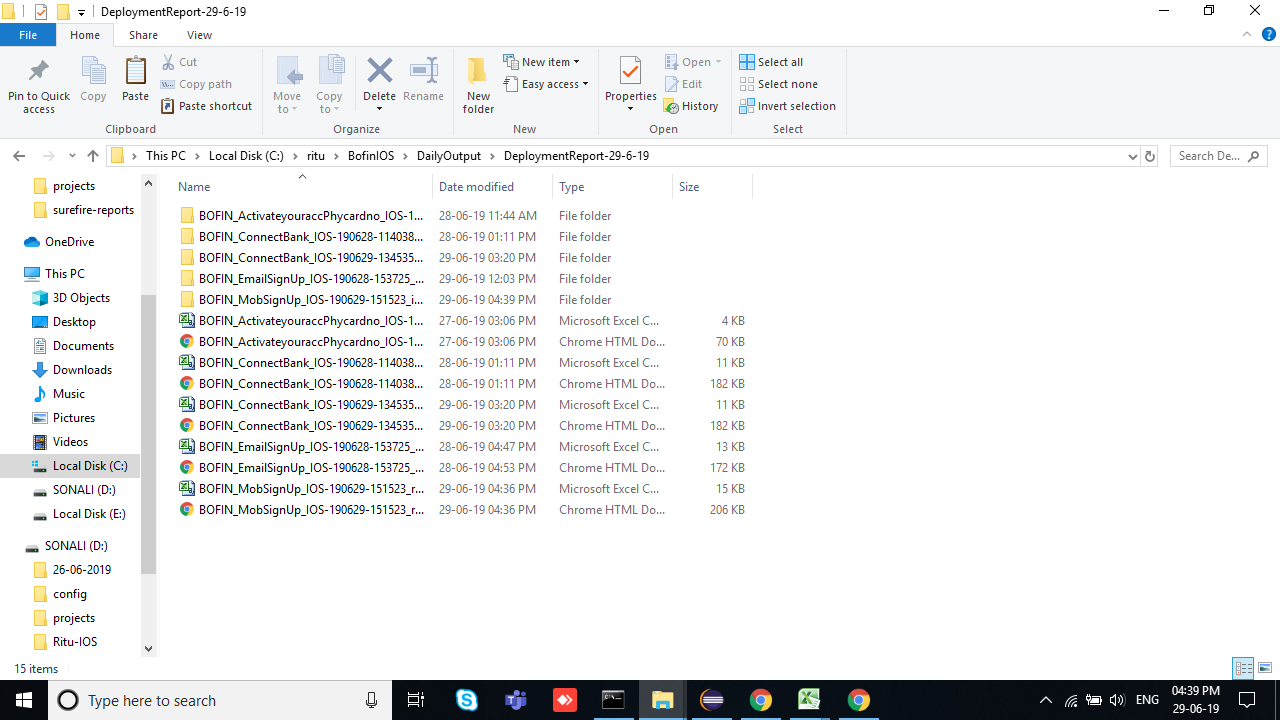 DeploymentReport-29-6-19
File Home Share View
Pin to Quick access
Copy
Paste
Cut
Copy path
Paste shortcut
Clipboard
Move to
Copy to
Delete
Rename
Organize
New folder
New item
Easy access
New
Properties
Open
Edit
History
Open
Select all
Select none
Invert selection
Select
This PC > Local Disk (C:) > ritu > BofinIOS > DailyOutput > DeploymentReport-29-6-19
Search De...
projects
surefire-reports
OneDrive
This PC
3D Objects
Desktop
Documents
Downloads
Music
Pictures
Videos
Local Disk (C:)
SONALI (D:)
Local Disk (E:)
SONALI (D:)
26-06-2019
config
projects
Ritu-IOS
Name Date modified Type Size
BOFIN_ActivateyouraccPhycardno_IOS-1... 28-06-19 11:44 AM File folder
BOFIN_ConnectBank_IOS-190628-114038... 28-06-19 01:11 PM File folder
BOFIN_ConnectBank_IOS-190629-134535... 29-06-19 03:20 PM File folder
BOFIN_EmailSignUp_IOS-190628-153725_... 29-06-19 12:03 PM File folder
BOFIN_MobSignUp_IOS-190629-151523_i... 29-06-19 04:39 PM File folder
BOFIN_ActivateyouraccPhycardno_IOS-1... 27-06-19 03:06 PM Microsoft Excel C... 4 KB
BOFIN_ActivateyouraccPhycardno_IOS-1... 27-06-19 03:06 PM Chrome HTML Do... 70 KB
BOFIN_ConnectBank_IOS-190628-114038... 28-06-19 01:11 PM Microsoft Excel C... 11 KB
BOFIN_ConnectBank_IOS-190628-114038... 28-06-19 01:11 PM Chrome HTML Do... 182 KB
BOFIN_ConnectBank_IOS-190629-134535... 29-06-19 03:20 PM Microsoft Excel C... 11 KB
BOFIN_ConnectBank_IOS-190629-134535... 29-06-19 03:20 PM Chrome HTML Do... 182 KB
BOFIN_EmailSignUp_IOS-190628-153725_... 28-06-19 04:47 PM Microsoft Excel C... 13 KB
BOFIN_EmailSignUp_IOS-190628-153725_... 28-06-19 04:53 PM Chrome HTML Do... 172 KB
BOFIN_MobSignUp_IOS-190629-151523_r... 29-06-19 04:36 PM Microsoft Excel C... 15 KB
BOFIN_MobSignUp_IOS-190629-151523_r... 29-06-19 04:36 PM Chrome HTML Do... 206 KB
15 items
Type here to search
ENG
04:39 PM
29-06-19